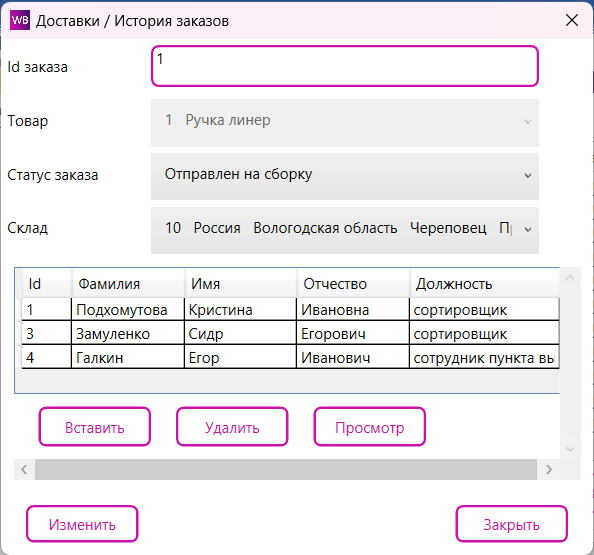 WB Доставки / История заказов
Id заказа 1
Товар 1 Ручка линер
Статус заказа Отправлен на сборку
Склад 10 Россия Вологодская область Череповец П
Id Фамилия Имя Отчество Должность
1 Подхомутова Кристина Ивановна сортировщик
3 Замуленко Сидр Егорович сортировщик
4 Галкин Егор Иванович сотрудник пункта вы
Вставить Удалить Просмотр
Изменить Закрыть